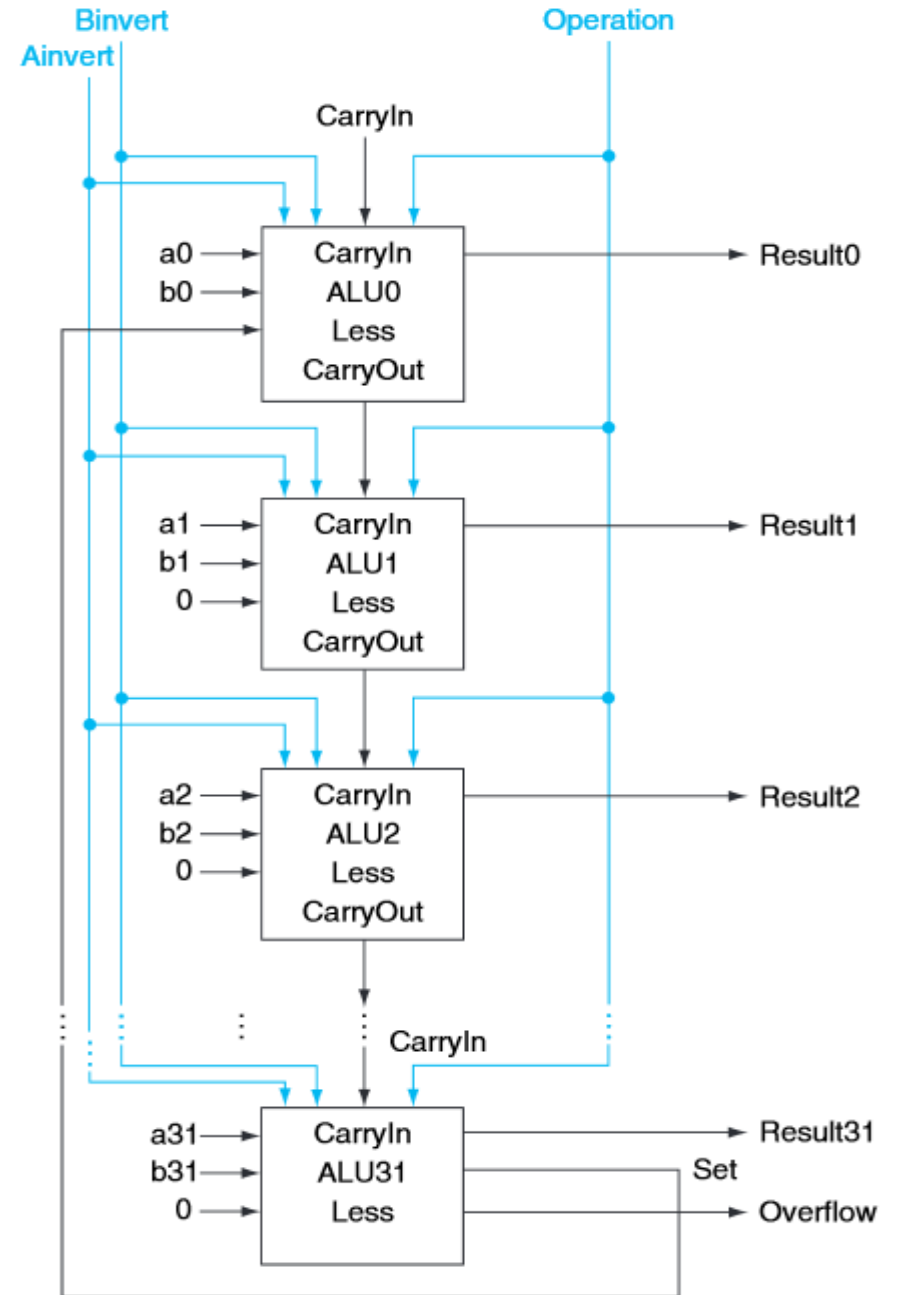 Binvert
Operation
Ainvert
CarryIn
a0
CarryIn
Result0
b0
ALU0
Less
CarryOut
a1
CarryIn
Result1
b1
ALU1
0
Less
CarryOut
a2
CarryIn
Result2
b2
ALU2
0
Less
CarryOut
CarryIn
a31
CarryIn
Result31
b31
ALU31
Set
0
Less
Overflow